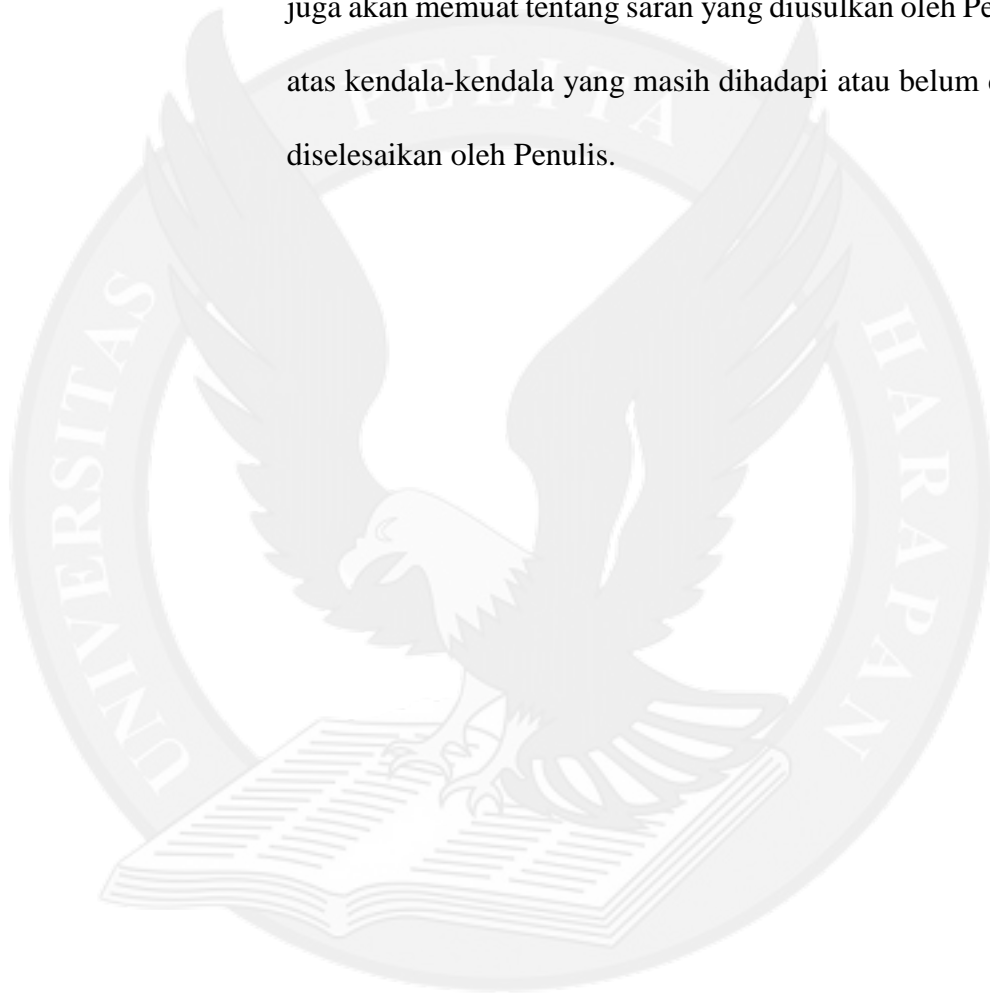 juga akan memuat tentang saran yang diusulkan oleh
atas kendala-kendala yang masih dihadapi atau belum
diselesaikan oleh Penulis.
UNIVERSITAS PELITA HARAPAN